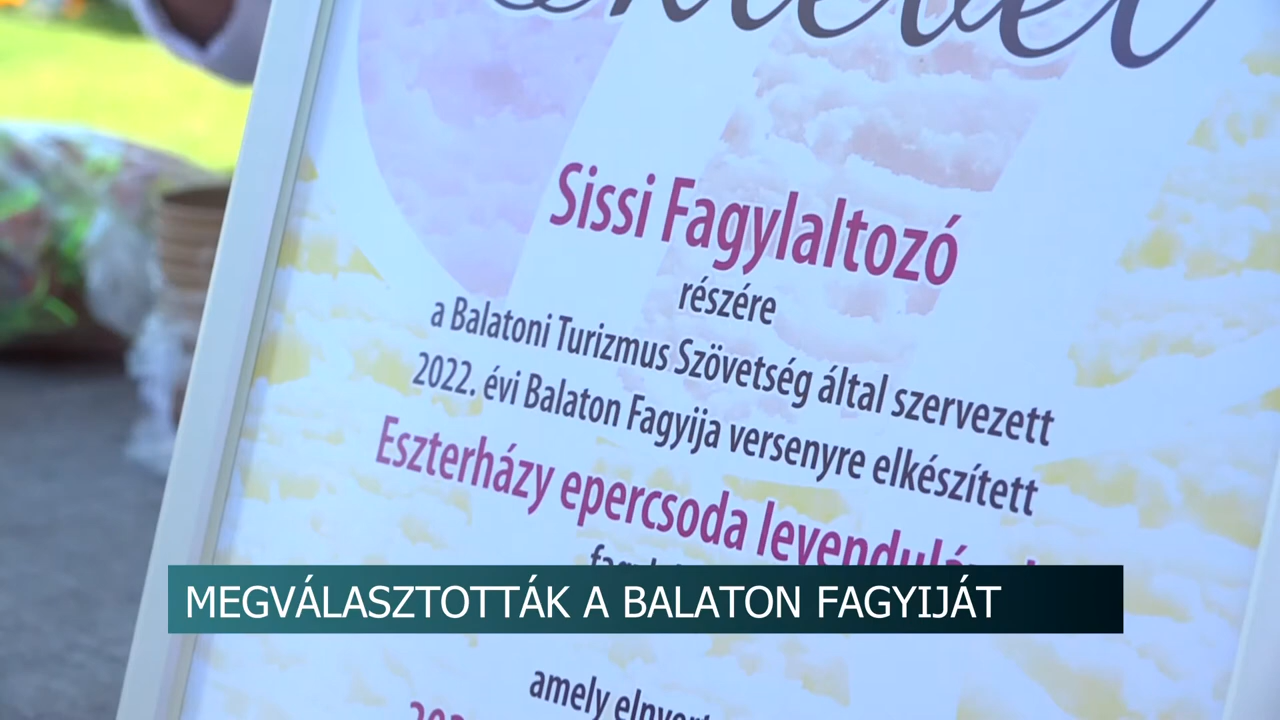 Sissi Fagylaltozó
részére
a Balatoni Turizmus Szövetség által szervezett
2022. évi Balaton Fagyija versenyre elkészített
Eszterházy epercsoda
MEGVÁLASZTOTTÁK A BALATON FAGYIJÁT
amely